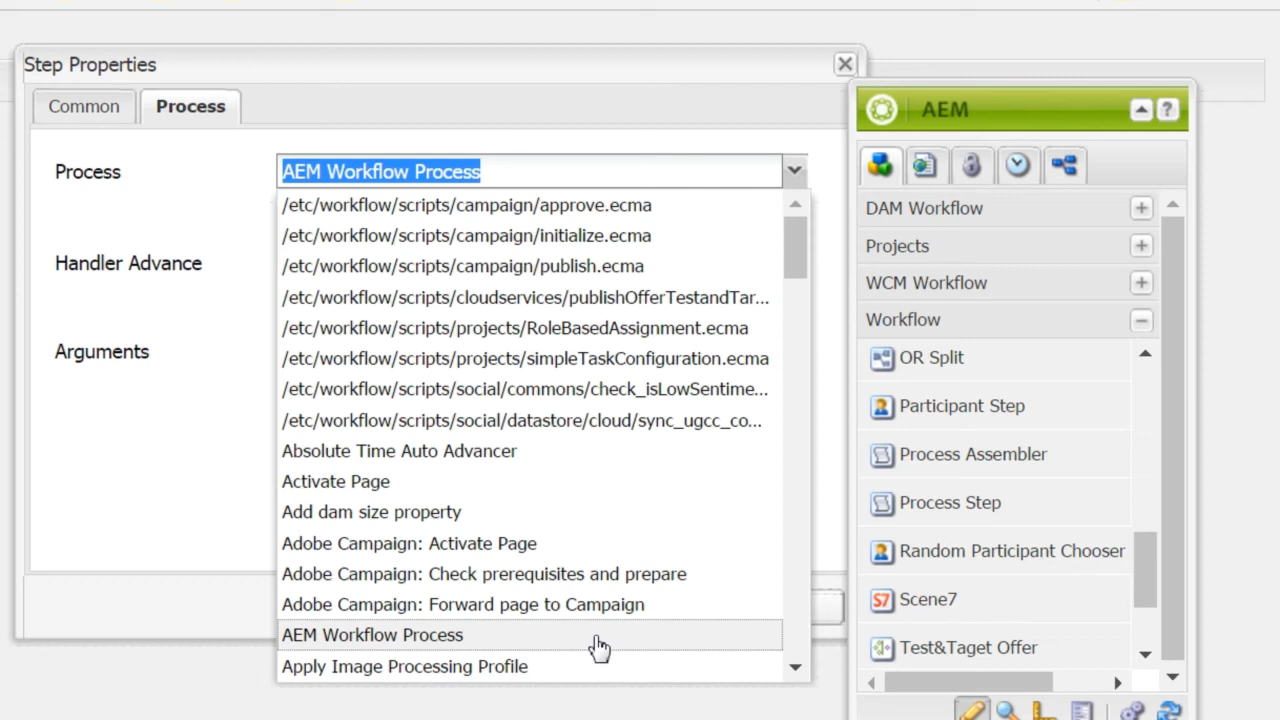 Step Properties
Common
Process
Process
AEM Workflow Process
/etc/workflow/scripts/campaign/approve.ecma
/etc/workflow/scripts/campaign/initialize.ecma
/etc/workflow/scripts/campaign/publish.ecma
/etc/workflow/scripts/cloudservices/publishOfferTestandTar...
/etc/workflow/scripts/projects/RoleBasedAssignment.ecma
/etc/workflow/scripts/projects/simpleTaskConfiguration.ecma
/etc/workflow/scripts/social/commons/check_isLowSentime...
/etc/workflow/scripts/social/datastore/cloud/sync_ugcc_co...
Absolute Time Auto Advancer
Activate Page
Add dam size property
Adobe Campaign: Activate Page
Adobe Campaign: Check prerequisites and prepare
Adobe Campaign: Forward page to Campaign
AEM Workflow Process
Apply Image Processing Profile
Handler Advance
Arguments
AEM
?
DAM Workflow
Projects
WCM Workflow
Workflow
OR Split
Participant Step
Process Assembler
Process Step
Random Participant Chooser
S7 Scene7
Test&Taget Offer